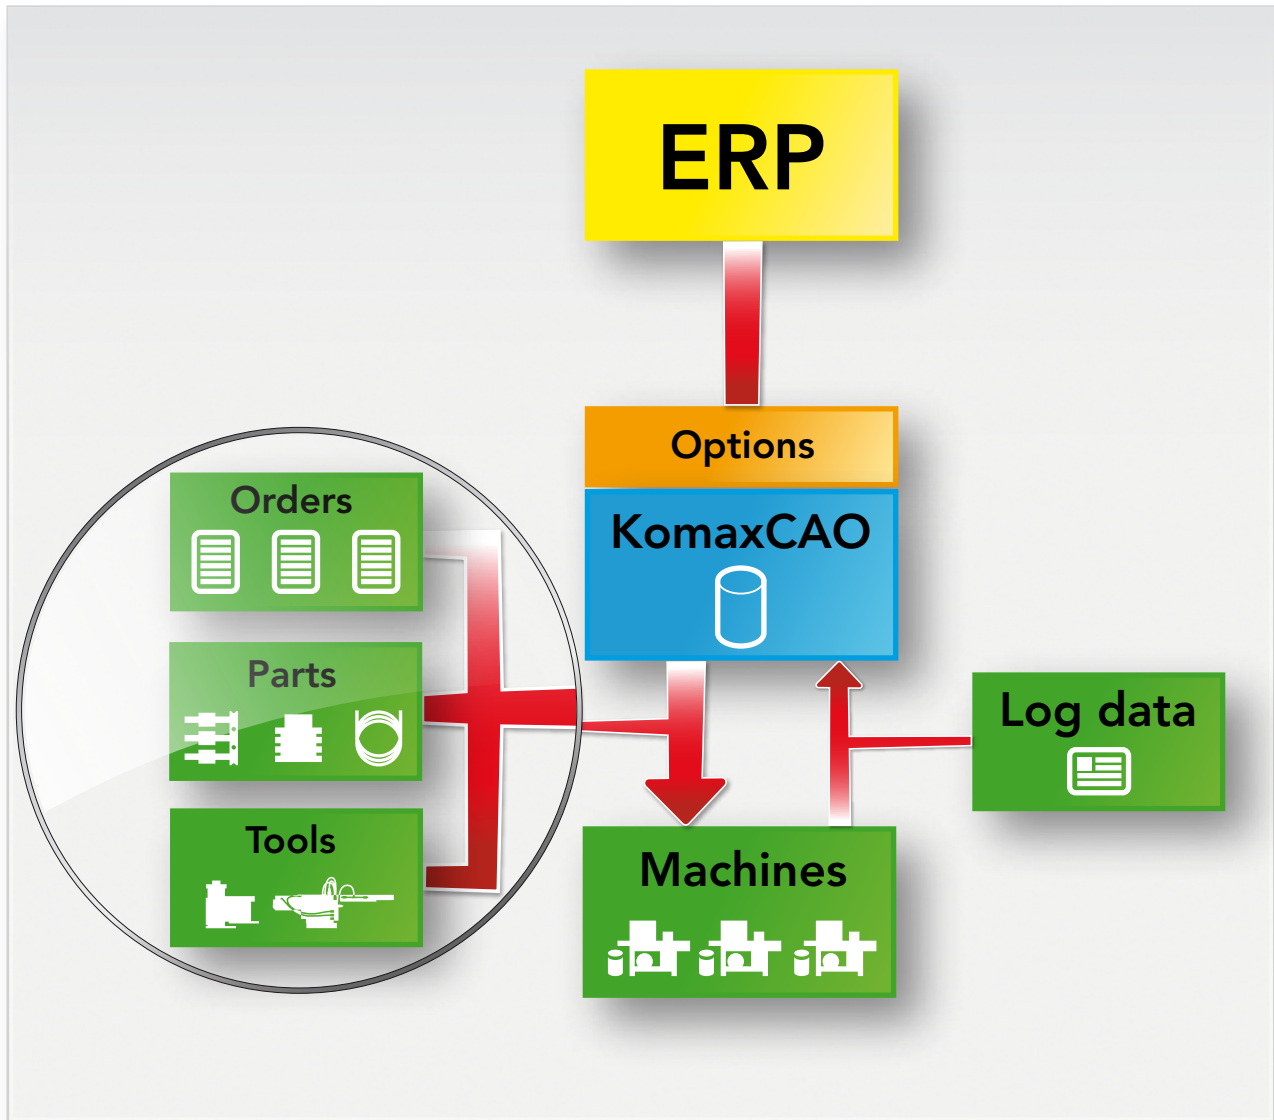 ERP
Options
KomaxCAO
Orders
Parts
Tools
Log data
Machines